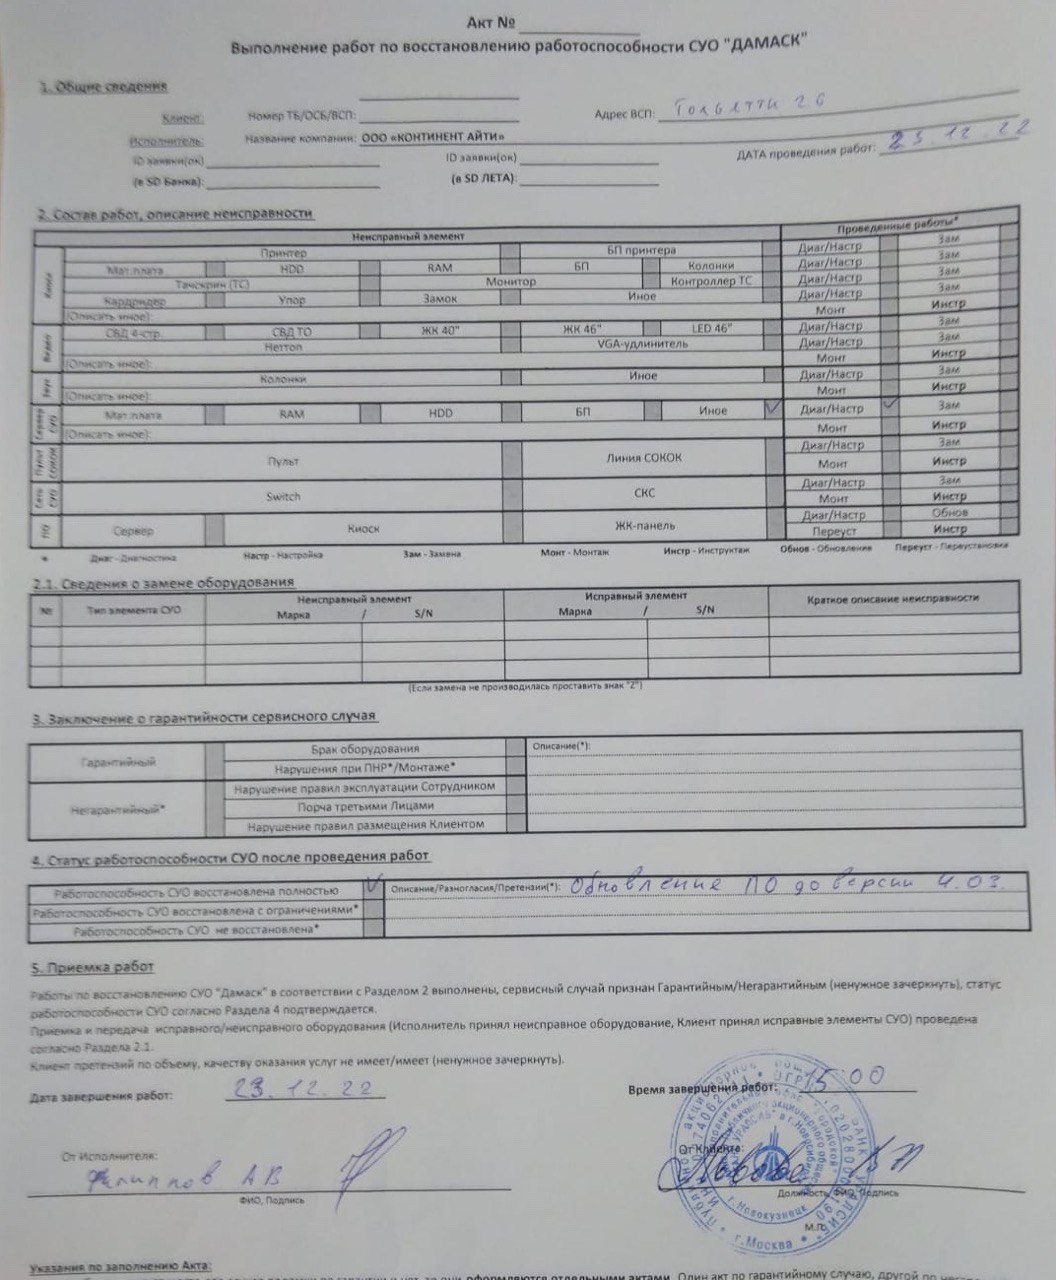 Акт №
Выполнение работ по восстановлению работоспособности СУО "ДАМАСК"
1. Общие сведения
Клиент: Номер ТБ/ОСБ/ВСП: Адрес ВСП: Тольятти 26
Исполнитель: Название компании: ООО «КОНТИНЕНТ АЙТИ» ДАТА проведения работ: 23.12.22
ID заявки(ок) ID заявки(ок)
(в SD Банка): (в SD ЛЕТА):
2. Состав работ, описание неисправности
Неисправный элемент Проведенные работы*
Киоск Принтер БП принтера Диаг/Настр Зам
Мат.плата HDD RAM БП Колонки Диаг/Настр Зам
Тачскрин (ТС) Монитор Контроллер ТС Диаг/Настр Зам
Кардридер Упор Замок Иное Диаг/Настр Зам
(Описать иное): Монт Инстр
Видео СВД 4-стр. СВД ТО ЖК 40" ЖК 46" LED 46" Диаг/Настр Зам
Неттоп VGA-удлинитель Диаг/Настр Зам
(Описать иное): Монт Инстр
Звук Колонки Иное Диаг/Настр Зам
(Описать иное): Монт Инстр
Сервер СУО Мат.плата RAM HDD БП Иное Диаг/Настр Зам
(Описать иное): Монт Инстр
Пульт СОКОК Пульт Линия СОКОК Диаг/Настр Зам
Монт Инстр
Сеть СУО Switch СКС Диаг/Настр Зам
Монт Инстр
ПО Сервер Киоск ЖК-панель Диаг/Настр Обнов
Переуст Инстр
* Диаг - Диагностика Настр - Настройка Зам - Замена Монт - Монтаж Инстр - Инструктаж Обнов - Обновление Переуст - Переустановка
2.1. Сведения о замене оборудования
№ Тип элемента СУО Неисправный элемент Исправный элемент Краткое описание неисправности
Марка / S/N Марка / S/N
(Если замена не производилась проставить знак "Z")
3. Заключение о гарантийности сервисного случая
Гарантийный Брак оборудования Описание(*):
Нарушения при ПНР*/Монтаже*
Негарантийный* Нарушение правил эксплуатации Сотрудником
Порча третьими Лицами
Нарушение правил размещения Клиентом
4. Статус работоспособности СУО после проведения работ
Работоспособность СУО восстановлена полностью Описание/Разногласия/Претензии(*): Обновление ПО до версии 4.03.
Работоспособность СУО восстановлена с ограничениями*
Работоспособность СУО не восстановлена*
5. Приемка работ
Работы по восстановлению СУО "Дамаск" в соответствии с Разделом 2 выполнены, сервисный случай признан Гарантийным/Негарантийным (ненужное зачеркнуть), статус
работоспособности СУО согласно Раздела 4 подтверждается.
Приемка и передача исправного/неисправного оборудования (Исполнитель принял неисправное оборудование, Клиент принял исправные элементы СУО) проведена
согласно Раздела 2.1.
Клиент претензий по объему, качеству оказания услуг не имеет/имеет (ненужное зачеркнуть).
Дата завершения работ: 23.12.22 Время завершения работ: 15:00
От Исполнителя: От Клиента:
Филиппов А В
ФИО, Подпись Должность, ФИО, Подпись
М.П.
г.Новокузнецк
г.Москва
Указания по заполнению Акта:
оформляются отдельными актами. Один акт по гарантийному случаю, другой по